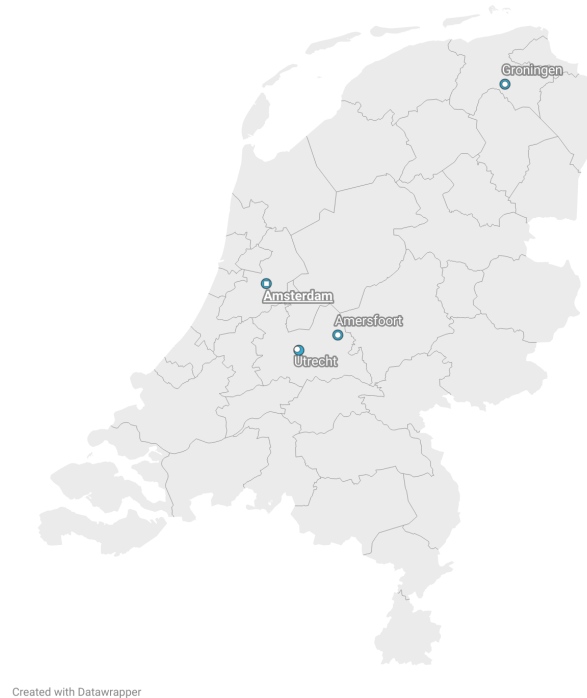 Groningen
Amsterdam
Amersfoort
Utrecht
Created with Datawrapper